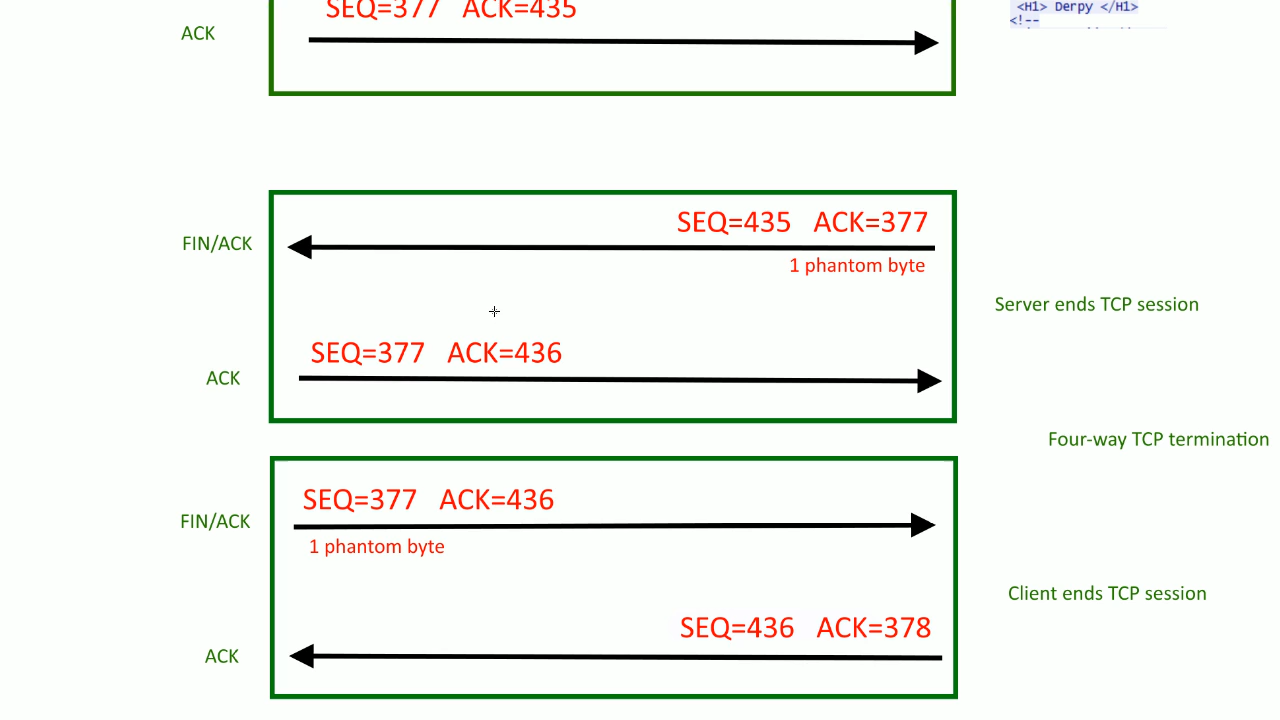 SEQ=377 ACK=435
<H1> Derpy </H1>
<!--
ACK
SEQ=435 ACK=377
FIN/ACK
1 phantom byte
Server ends TCP session
SEQ=377 ACK=436
ACK
Four-way TCP termination
SEQ=377 ACK=436
FIN/ACK
1 phantom byte
Client ends TCP session
SEQ=436 ACK=378
ACK